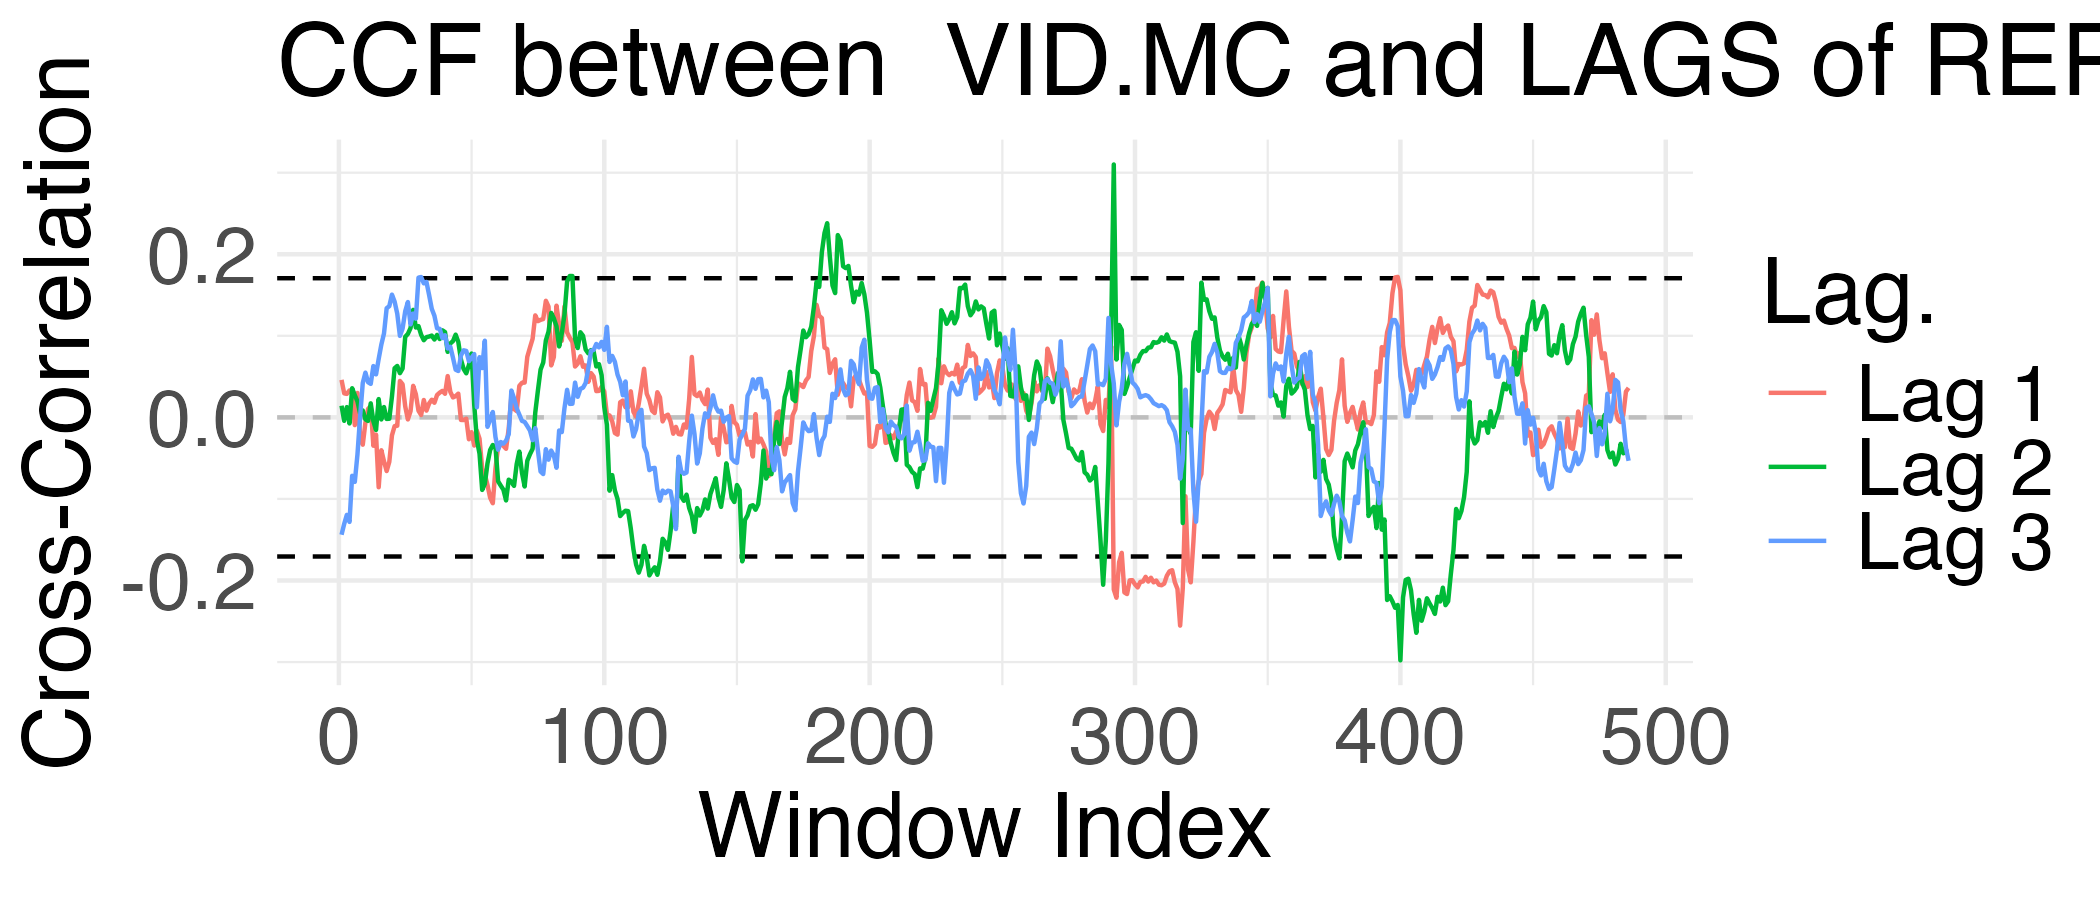 CCF between  VID.MC and LAGS of REF
Cross-Correlation
0.2
0.0
-0.2
0 100 200 300 400 500
Window Index
Lag.
Lag 1
Lag 2
Lag 3